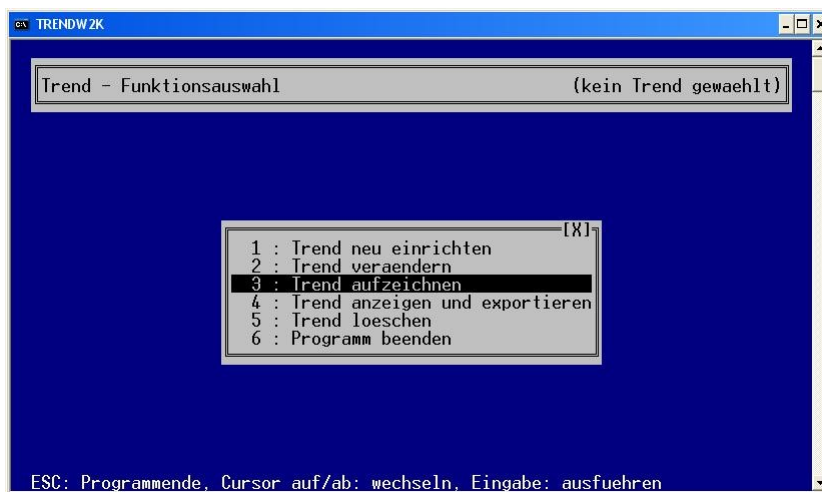 TRENDW2K
Trend - Funktionsauswahl (kein Trend gewaehlt)
[X]
1 : Trend neu einrichten
2 : Trend veraendern
3 : Trend aufzeichnen
4 : Trend anzeigen und exportieren
5 : Trend loeschen
6 : Programm beenden
ESC: Programmende, Cursor auf/ab: wechseln, Eingabe: ausfuehren